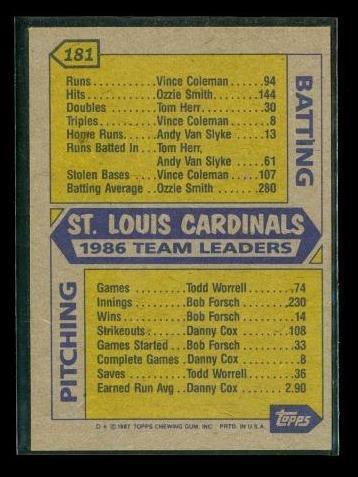 181
BATTING
Runs..........Vince Coleman.....94
Hits............Ozzie Smith.......144
Doubles......Tom Herr............30
Triples........Vince Coleman......8
Home Runs....Andy Van Slyke....13
Runs Batted In..Tom Herr,
Andy Van Slyke....61
Stolen Bases...Vince Coleman....107
Batting Average..Ozzie Smith.....280
ST. LOUIS CARDINALS
1986 TEAM LEADERS
PITCHING
Games..........Todd Worrell......74
Innings.........Bob Forsch.......230
Wins............Bob Forsch........14
Strikeouts......Danny Cox........108
Games Started..Bob Forsch........33
Complete Games.Danny Cox..........8
Saves..........Todd Worrell......36
Earned Run Avg..Danny Cox......2.90
topps
D* © 1987 TOPPS CHEWING GUM, INC. PRTD. IN U.S.A.